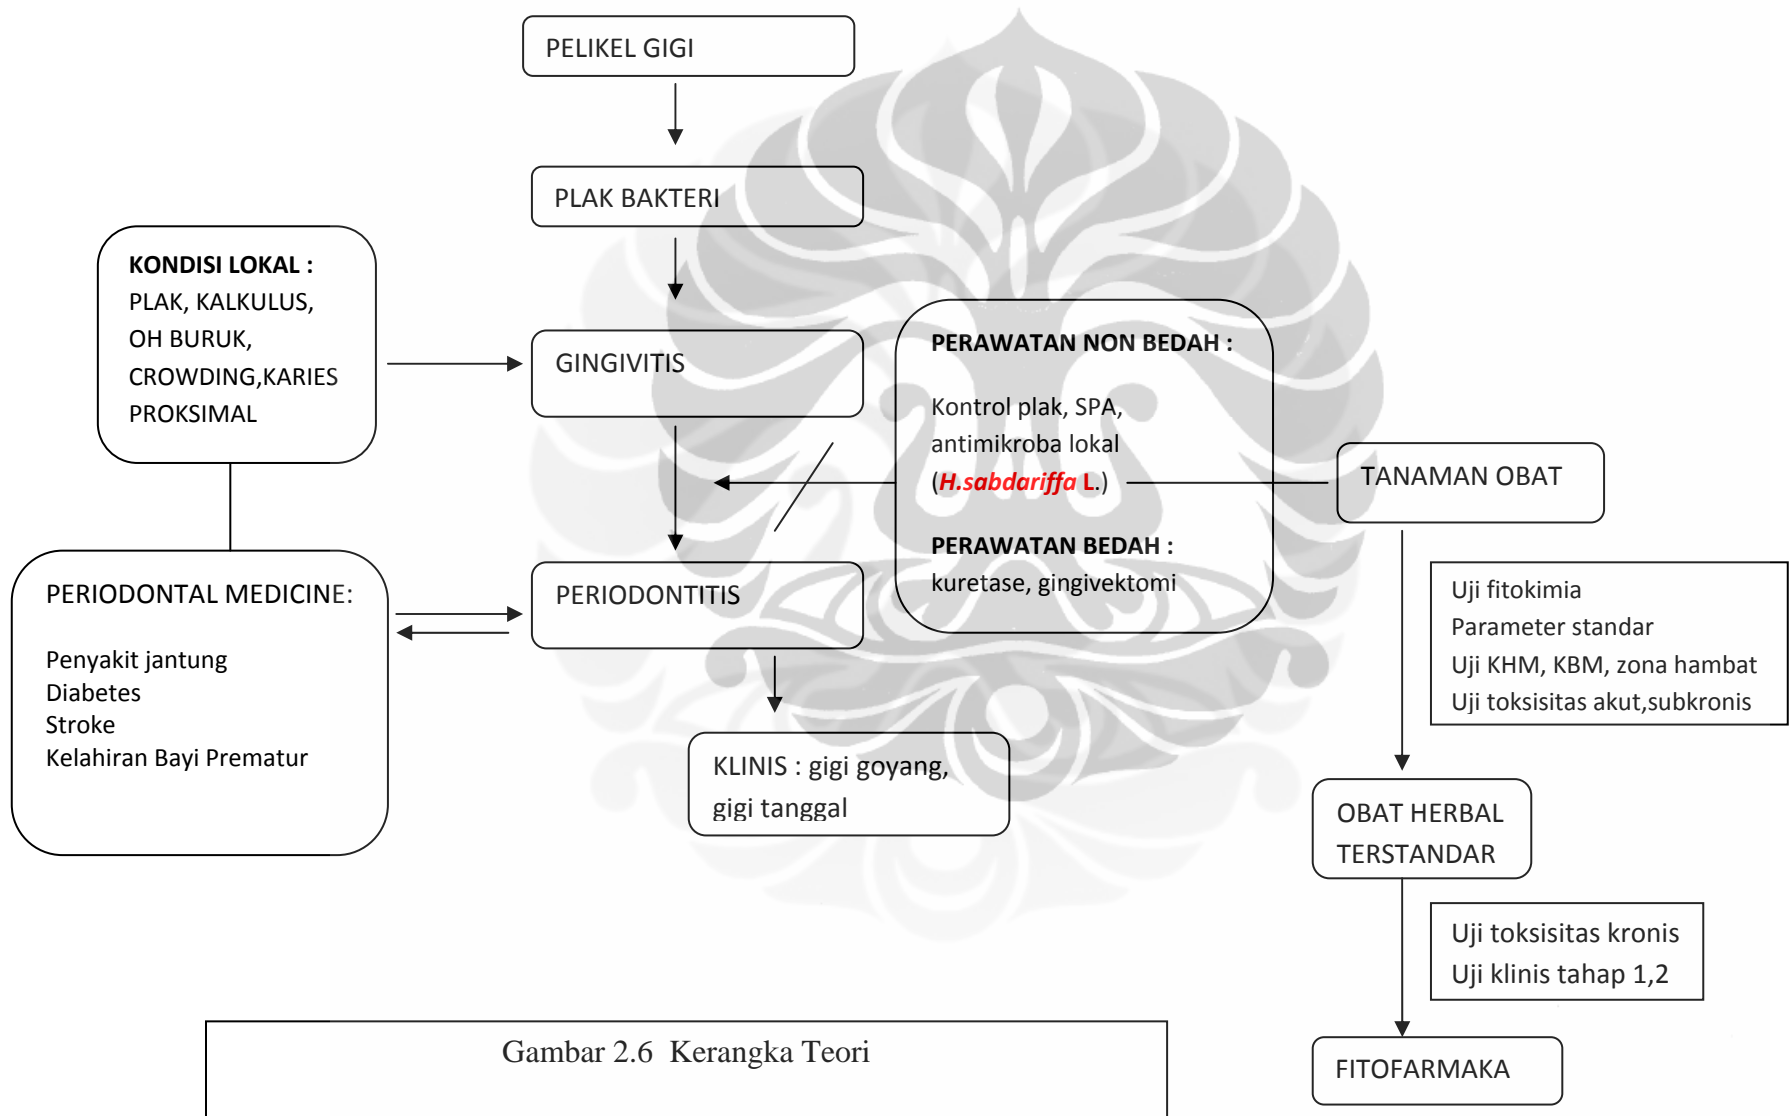 PELIKEL GIGI
PLAK BAKTERI
KONDISI LOKAL :
PLAK, KALKULUS,
OH BURUK,
CROWDING,KARIES
PROKSIMAL
GINGIVITIS
PERAWATAN NON BEDAH :
Kontrol plak, SPA,
antimikroba lokal
(H.sabdariffa L.)
PERAWATAN BEDAH :
kuretase, gingivektomi
TANAMAN OBAT
PERIODONTAL MEDICINE:
Penyakit jantung
Diabetes
Stroke
Kelahiran Bayi Prematur
PERIODONTITIS
Uji fitokimia
Parameter standar
Uji KHM, KBM, zona hambat
Uji toksisitas akut,subkronis
KLINIS : gigi goyang,
gigi tanggal
OBAT HERBAL
TERSTANDAR
Uji toksisitas kronis
Uji klinis tahap 1,2
Gambar 2.6 Kerangka Teori
FITOFARMAKA